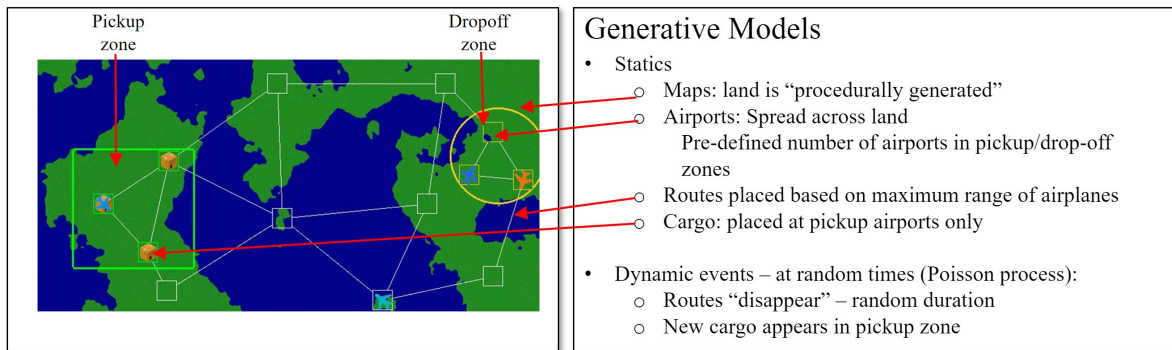 Pickup
zone
Dropoff
zone
Generative Models
• Statics
o Maps: land is “procedurally generated”
o Airports: Spread across land
Pre-defined number of airports in pickup/drop-off
zones
o Routes placed based on maximum range of airplanes
o Cargo: placed at pickup airports only
• Dynamic events – at random times (Poisson process):
o Routes “disappear” – random duration
o New cargo appears in pickup zone